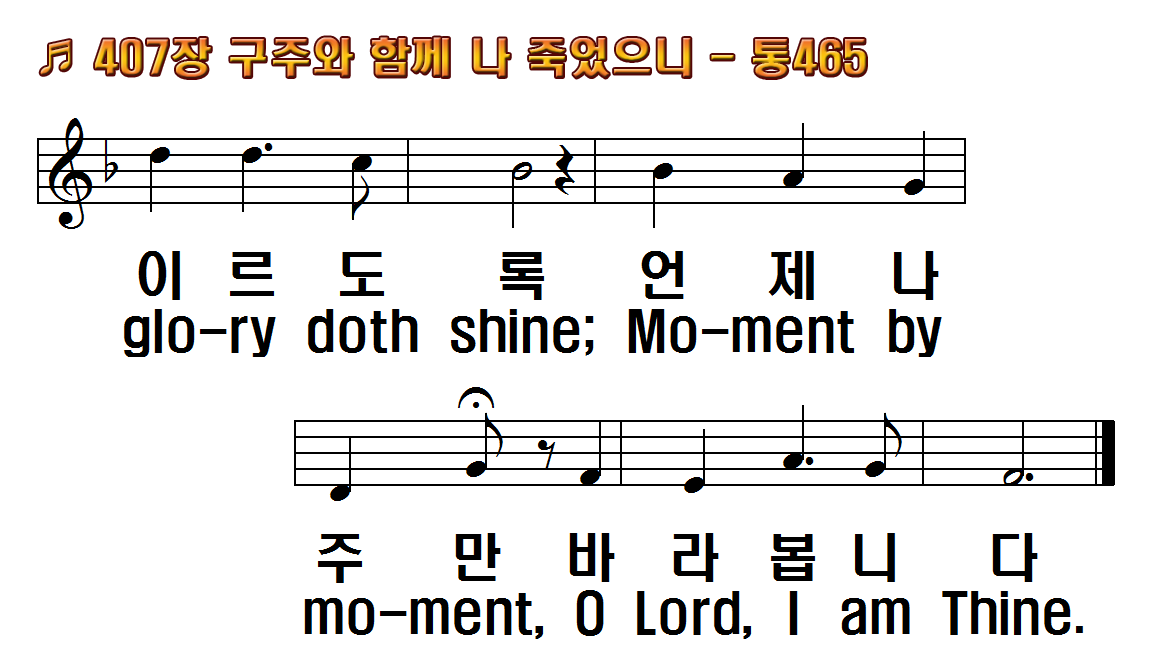 ♬ 407장 구주와 함께 나 죽었으니 - 통465
이 르 도 록 언 제 나
glo-ry doth shine; Mo-ment by
주 만 바 라 봅 니 다
mo-ment, O Lord, I am Thine.